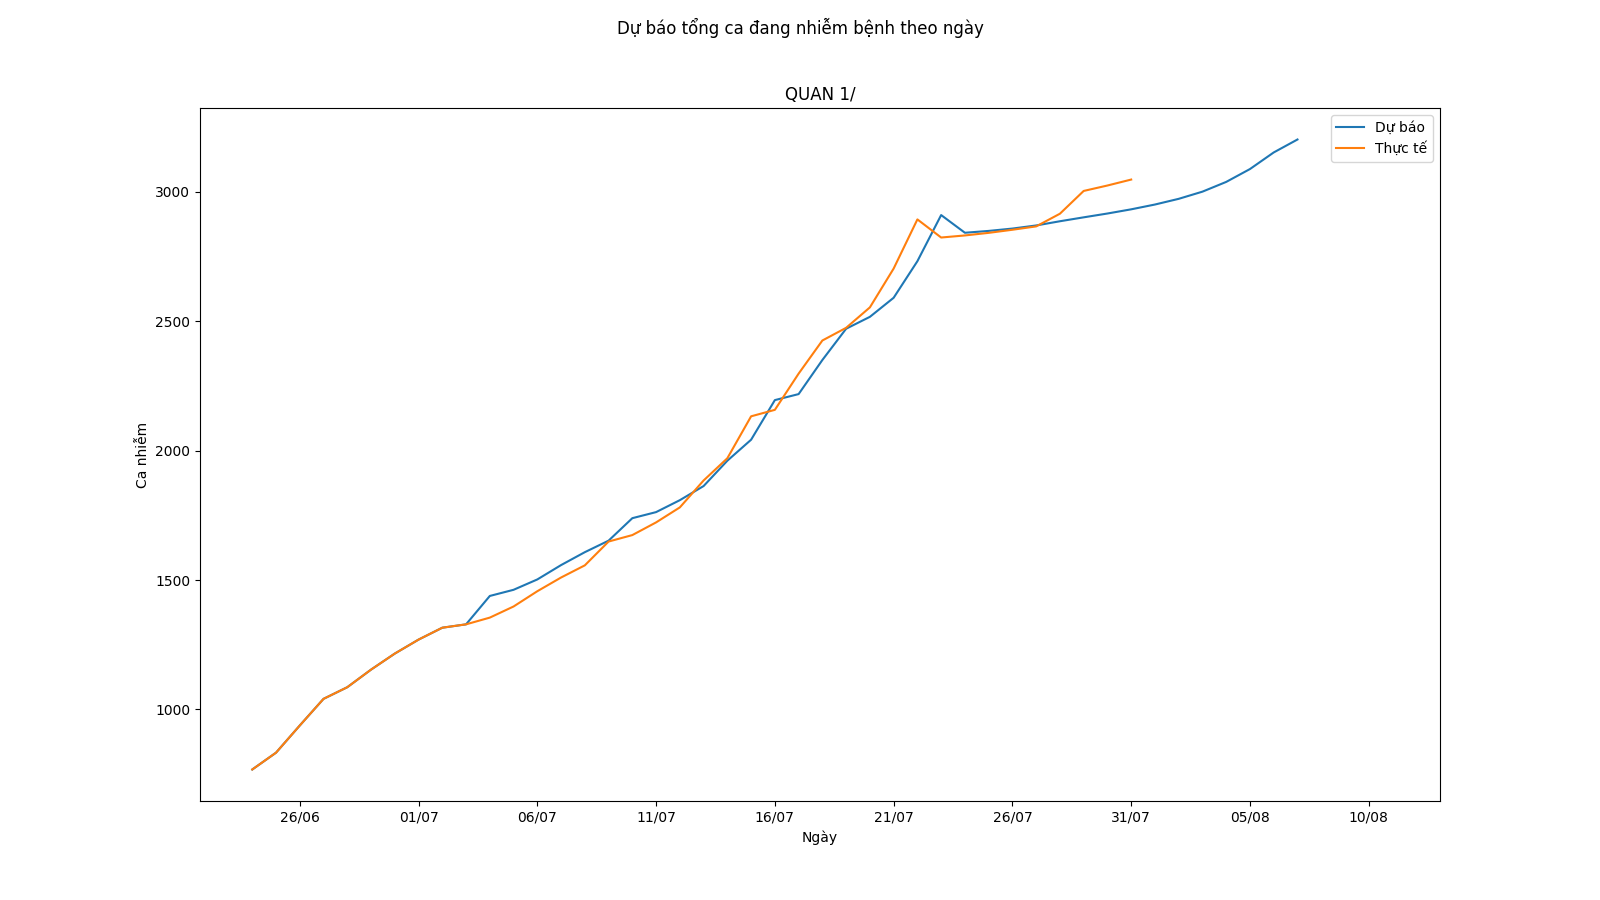 Dự báo tổng ca đang nhiễm bệnh theo ngày
QUAN 1/
Dự báo
Thực tế
3000
2500
2000
1500
1000
Ca nhiễm
26/06
01/07
06/07
11/07
16/07
21/07
26/07
31/07
05/08
10/08
Ngày